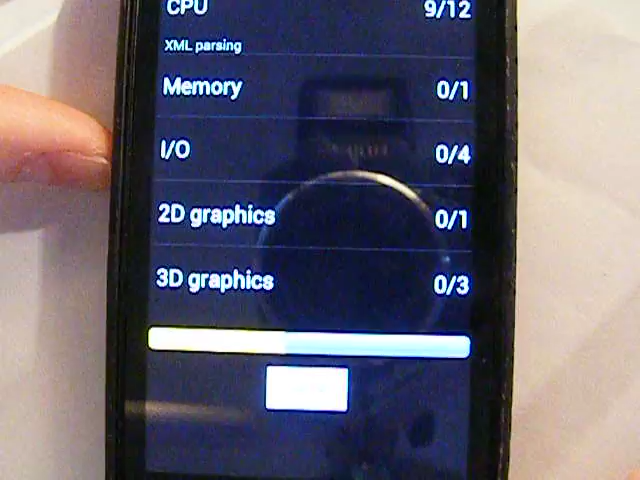 CPU 9/12
XML parsing
Memory 0/1
I/O 0/4
2D graphics 0/1
3D graphics 0/3